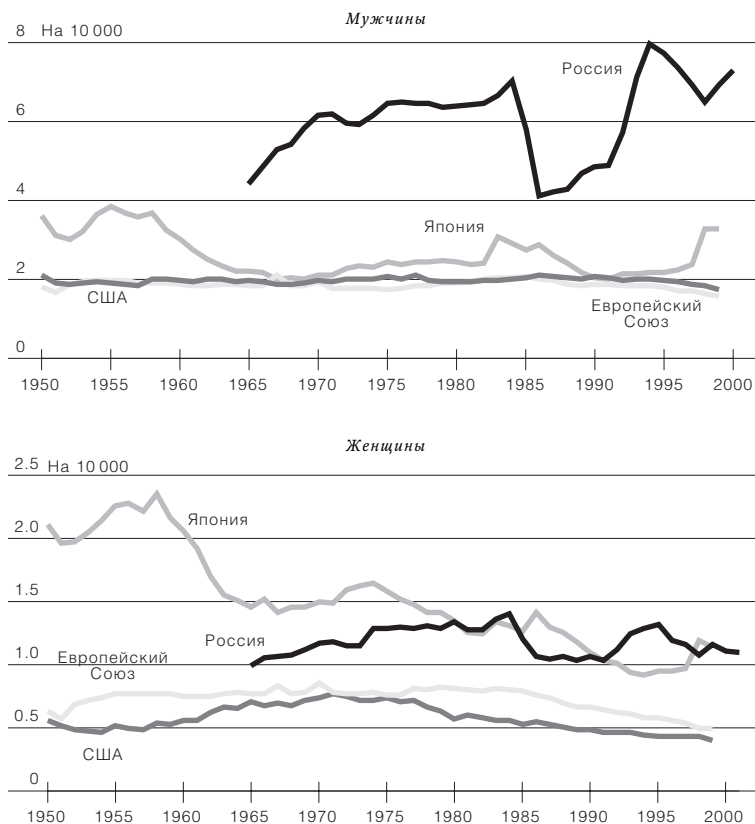 Мужчины
8 На 10 000
Россия
6
4
Япония
2
США
Европейский
Союз
0
1950 1955 1960 1965 1970 1975 1980 1985 1990 1995 2000
Женщины
2.5 На 10 000
Япония
2.0
1.5
Россия
Европейский
Союз
1.0
0.5
США
0
1950 1955 1960 1965 1970 1975 1980 1985 1990 1995 2000